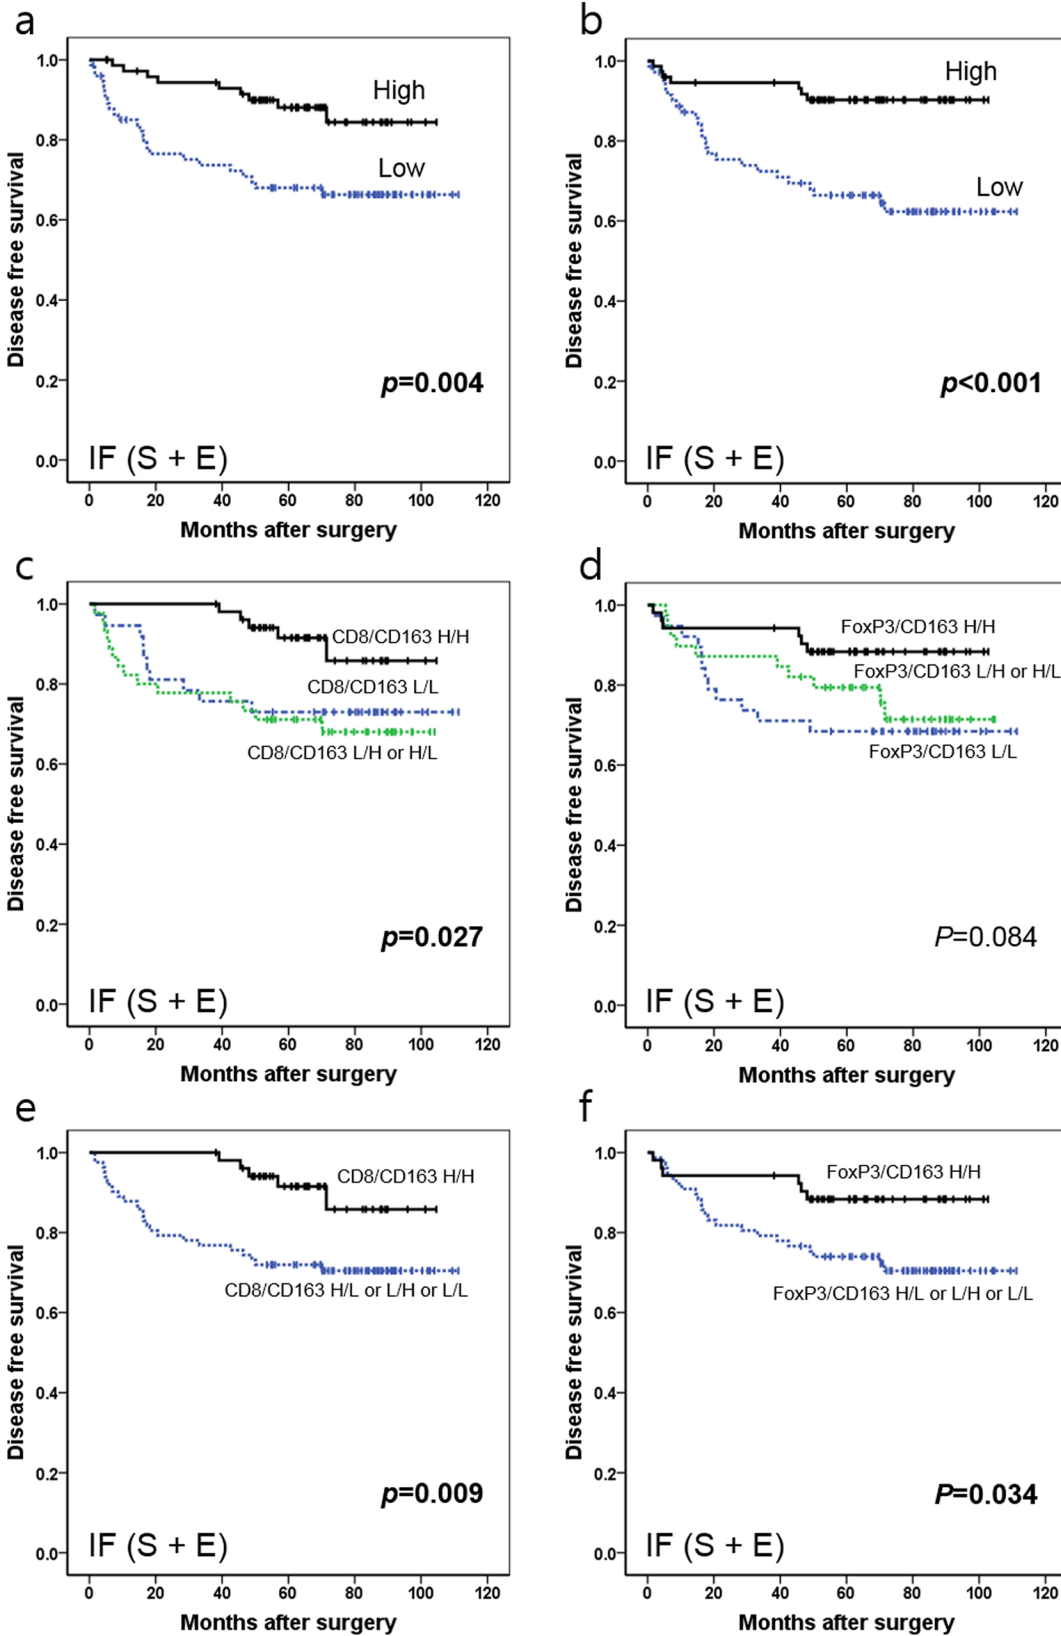 a
1.0
0.8
0.6
0.4
0.2
0.0
Disease free survival
High
Low
p=0.004
IF (S + E)
0 20 40 60 80 100 120
Months after surgery
b
1.0
0.8
0.6
0.4
0.2
0.0
Disease free survival
High
Low
p<0.001
IF (S + E)
0 20 40 60 80 100 120
Months after surgery
c
1.0
0.8
0.6
0.4
0.2
0.0
Disease free survival
CD8/CD163 H/H
CD8/CD163 L/L
CD8/CD163 L/H or H/L
p=0.027
IF (S + E)
0 20 40 60 80 100 120
Months after surgery
d
1.0
0.8
0.6
0.4
0.2
0.0
Disease free survival
FoxP3/CD163 H/H
FoxP3/CD163 L/H or H/L
FoxP3/CD163 L/L
P=0.084
IF (S + E)
0 20 40 60 80 100 120
Months after surgery
e
1.0
0.8
0.6
0.4
0.2
0.0
Disease free survival
CD8/CD163 H/H
CD8/CD163 H/L or L/H or L/L
p=0.009
IF (S + E)
0 20 40 60 80 100 120
Months after surgery
f
1.0
0.8
0.6
0.4
0.2
0.0
Disease free survival
FoxP3/CD163 H/H
FoxP3/CD163 H/L or L/H or L/L
P=0.034
IF (S + E)
0 20 40 60 80 100 120
Months after surgery